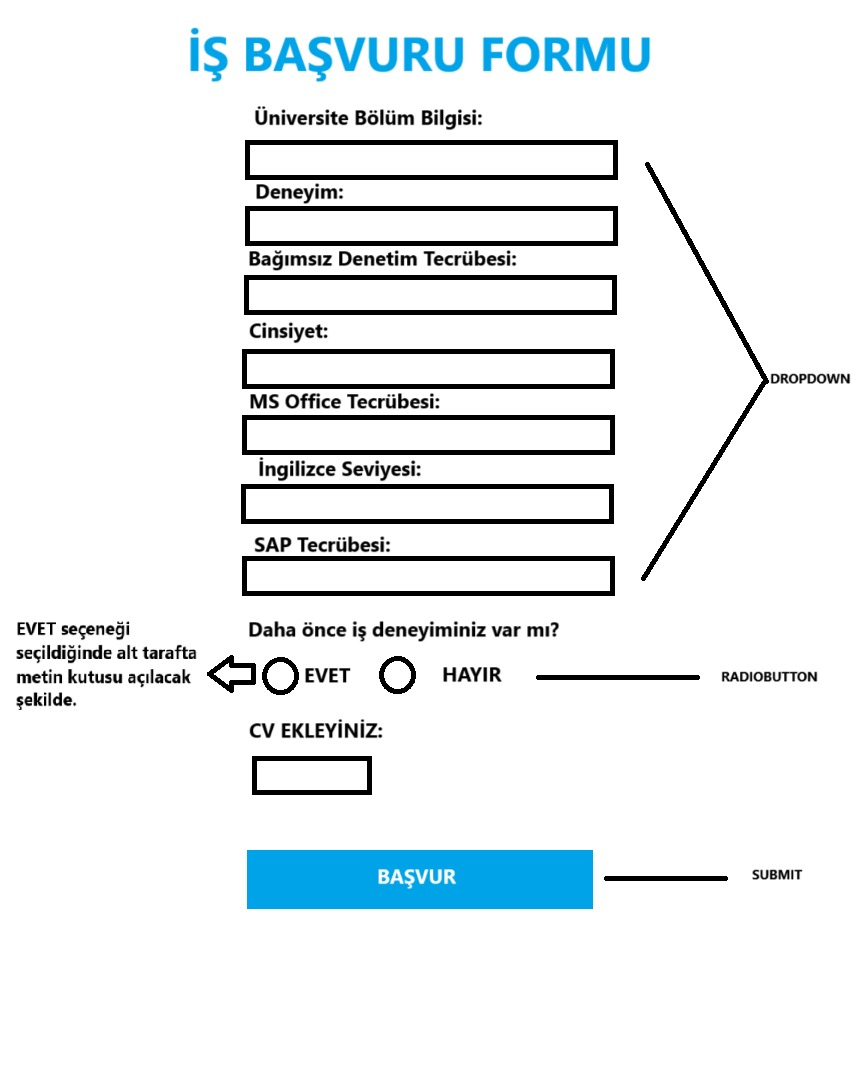 İŞ BAŞVURU FORMU
Üniversite Bölüm Bilgisi:
Deneyim:
Bağımsız Denetim Tecrübesi:
Cinsiyet:
DROPDOWN
MS Office Tecrübesi:
İngilizce Seviyesi:
SAP Tecrübesi:
Daha önce iş deneyiminiz var mı?
EVET seçeneği
seçildiğinde alt tarafta
metin kutusu açılacak
şekilde.
EVET HAYIR
RADIOBUTTON
CV EKLEYİNİZ:
BAŞVUR
SUBMIT